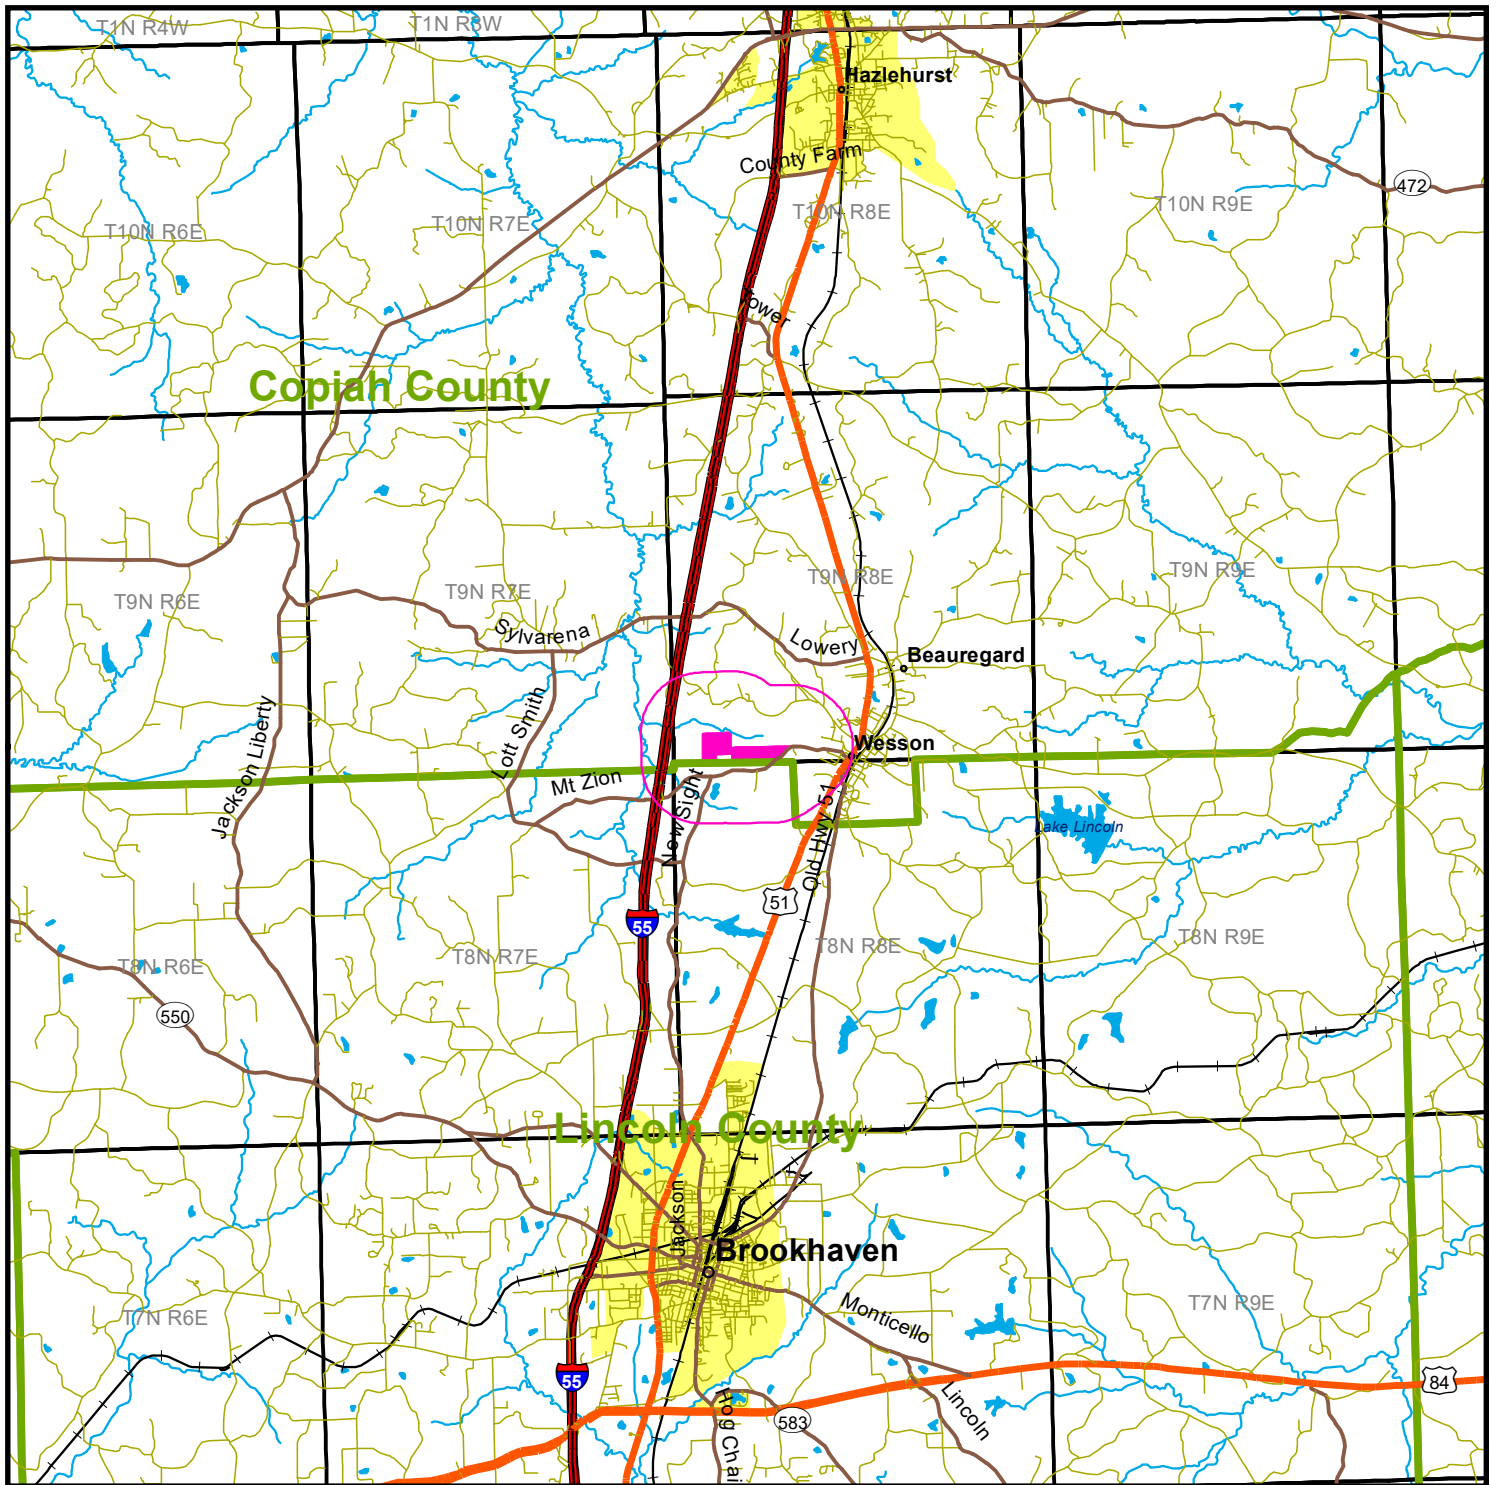 T1N R4W
T1N R3W
Hazlehurst
County Farm
472
T10N R6E
T10N R7E
T10N R8E
T10N R9E
Tower
Copiah County
T9N R6E
T9N R7E
T9N R8E
T9N R9E
Sylvarena
Lowery
Beauregard
Jackson Liberty
Lott Smith
Wesson
Mt Zion
New Sight
Old Hwy 51
Lake Lincoln
51
55
T8N R6E
T8N R7E
T8N R8E
T8N R9E
550
Lincoln County
Jackson
Brookhaven
T7N R6E
T7N R9E
Monticello
55
84
Lincoln
583
Hog Chai